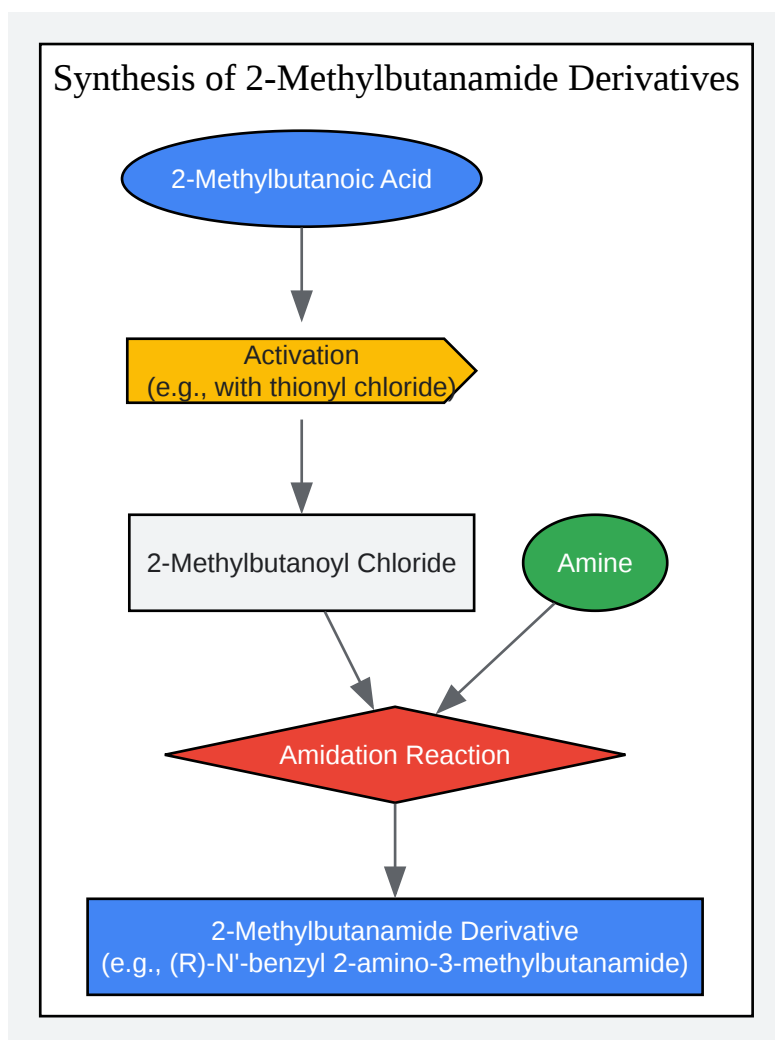 Synthesis of 2-Methylbutanamide Derivatives
2-Methylbutanoic Acid
Activation
(e.g., with thionyl chloride)
2-Methylbutanoyl Chloride
Amine
Amidation Reaction
2-Methylbutanamide Derivative
(e.g., (R)-N'-benzyl 2-amino-3-methylbutanamide)